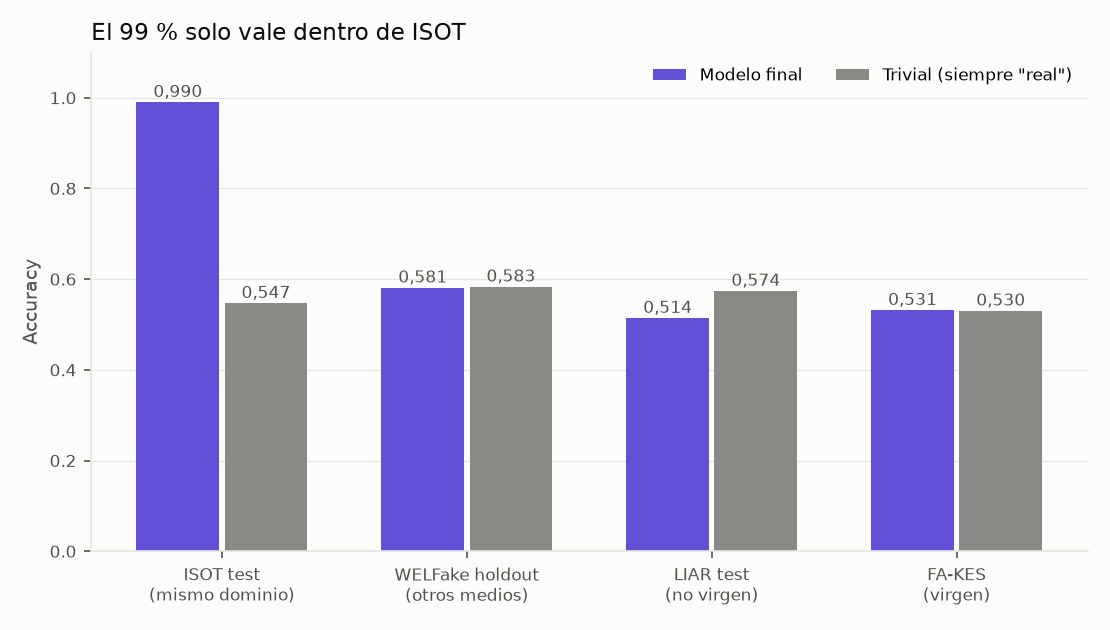 El 99 % solo vale dentro de ISOT
Modelo final
Trivial (siempre "real")
Accuracy
1.0
0.8
0.6
0.4
0.2
0.0
0,990
0,547
0,581
0,583
0,514
0,574
0,531
0,530
ISOT test
(mismo dominio)
WELFake holdout
(otros medios)
LIAR test
(no virgen)
FA-KES
(virgen)